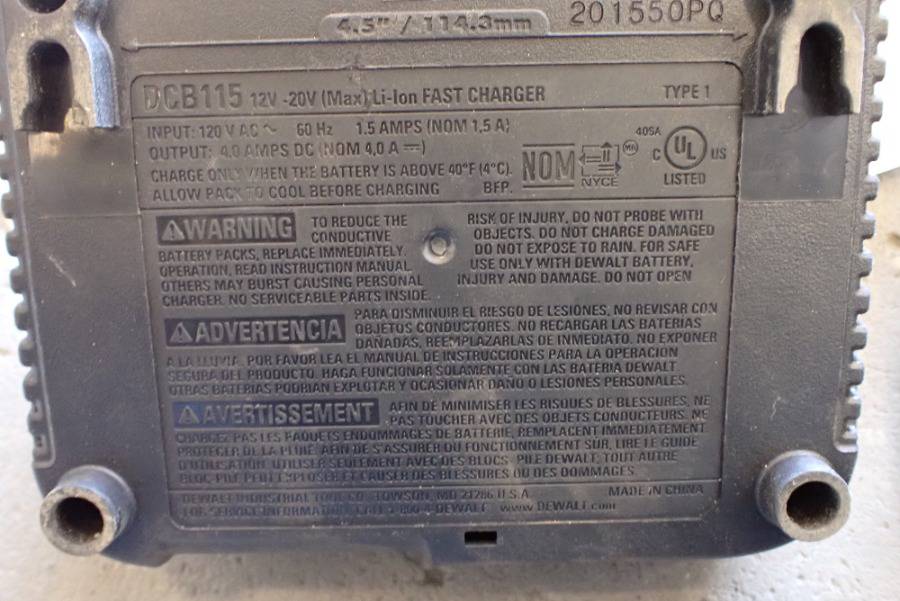 4.5" / 114.3mm
201550PQ
DCB115 12V -20V (Max) Li-Ion FAST CHARGER TYPE 1
INPUT: 120 V AC ~ 60 Hz 1.5 AMPS (NOM 1,5 A)
OUTPUT: 4.0 AMPS DC (NOM 4,0 A ⎓)
CHARGE ONLY WHEN THE BATTERY IS ABOVE 40°F (4°C).
ALLOW PACK TO COOL BEFORE CHARGING BFP.
NOM
NYCE
40SA
C UL US
LISTED
WARNING TO REDUCE THE RISK OF INJURY, DO NOT PROBE WITH
CONDUCTIVE OBJECTS. DO NOT CHARGE DAMAGED
BATTERY PACKS, REPLACE IMMEDIATELY. DO NOT EXPOSE TO RAIN. FOR SAFE
OPERATION, READ INSTRUCTION MANUAL. USE ONLY WITH DEWALT BATTERY,
OTHERS MAY BURST CAUSING PERSONAL INJURY AND DAMAGE. DO NOT OPEN
CHARGER. NO SERVICEABLE PARTS INSIDE.
ADVERTENCIA PARA DISMINUIR EL RIESGO DE LESIONES, NO REVISAR CON
OBJETOS CONDUCTORES. NO RECARGAR LAS BATERIAS
DAÑADAS, REEMPLAZARLAS DE INMEDIATO. NO EXPONER
A LA LLUVIA. POR FAVOR LEA EL MANUAL DE INSTRUCCIONES PARA LA OPERACION
SEGURA DEL PRODUCTO. HAGA FUNCIONAR SOLAMENTE CON LAS BATERIA DEWALT
OTRAS BATERIAS PODRIAN EXPLOTAR Y OCASIONAR DAÑO O LESIONES PERSONALES.
AVERTISSEMENT AFIN DE MINIMISER LES RISQUES DE BLESSURES, NE
PAS TOUCHER AVEC DES OBJETS CONDUCTEURS. NE
CHARGEZ PAS LES PAQUETS ENDOMMAGES DE BATTERIE, REMPLACENT IMMEDIATEMENT
PROTEGER DE LA PLUIE. AFIN DE S'ASSURER DU FONCTIONNEMENT SÛR, LIRE LE GUIDE
D'UTILISATION. UTILISER SEULEMENT AVEC DES BLOCS-PILE DEWALT, TOUT AUTRE
BLOC-PILE PEUT EXPLOSER ET CAUSER DES BLESSURES OU DES DOMMAGES.
DEWALT INDUSTRIAL TOOL CO. TOWSON, MD 21286 U.S.A. MADE IN CHINA
FOR SERVICE INFORMATION, CALL 1-800-4-DEWALT www.DEWALT.com